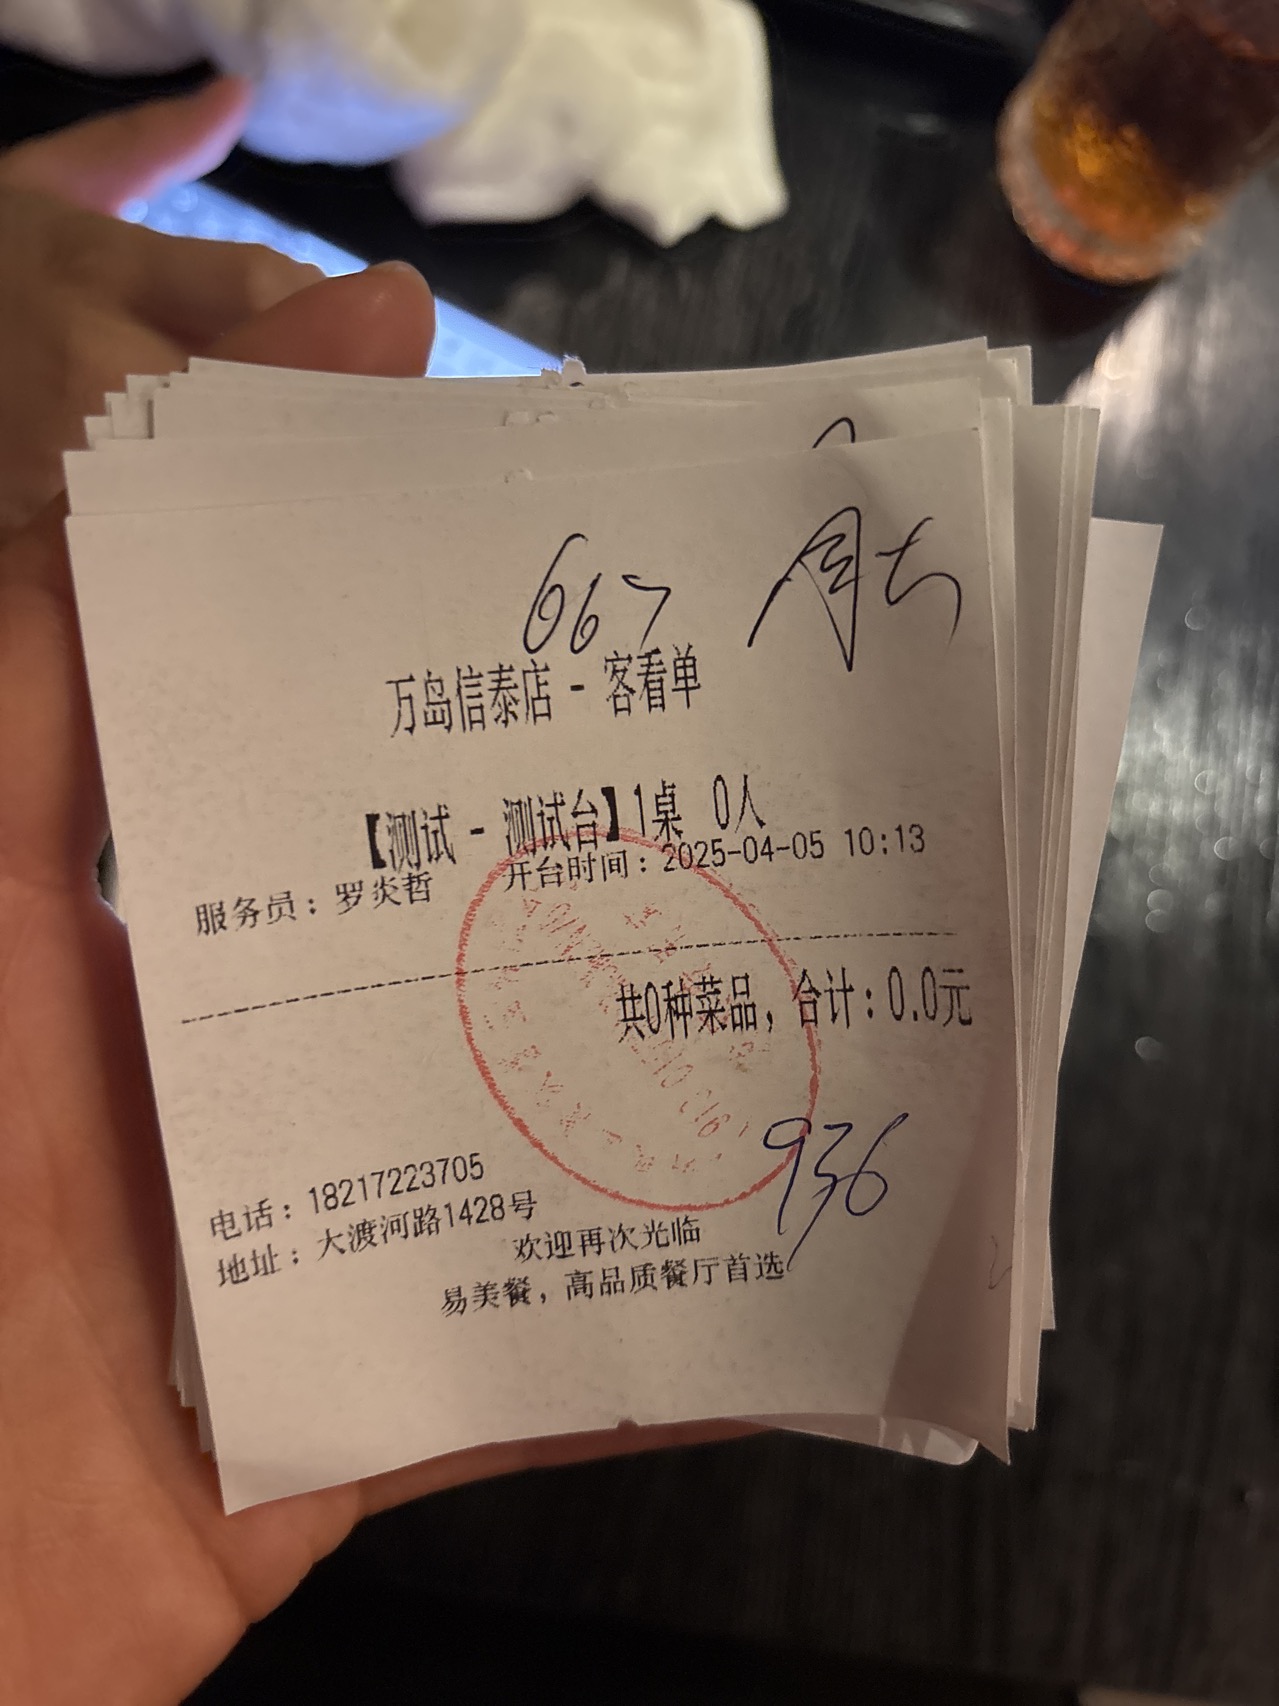 667
万岛信泰店 - 客看单
【测试 - 测试台】1桌 0人
服务员：罗炎哲 开台时间：2025-04-05 10:13
共0种菜品，合计：0.0元
936
电话：18217223705
地址：大渡河路1428号
欢迎再次光临
易美餐，高品质餐厅首选